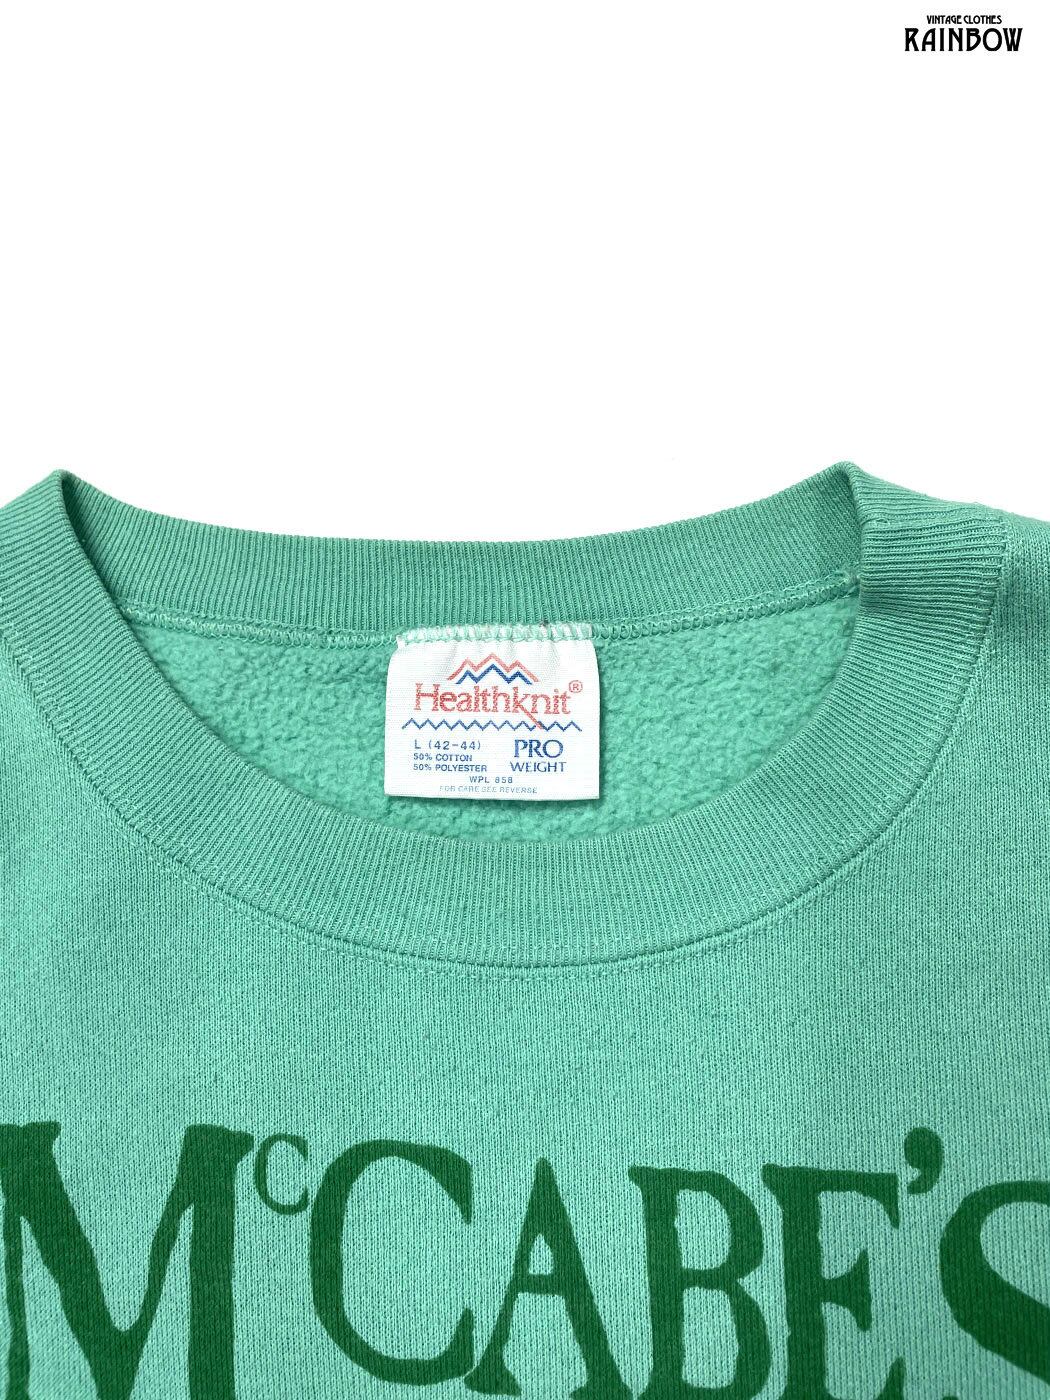 VINTAGE CLOTHES
RAINBOW
Healthknit®
L (42-44)
50% COTTON
50% POLYESTER
PRO
WEIGHT
WPL 858
FOR CARE SEE REVERSE
McCABE'S